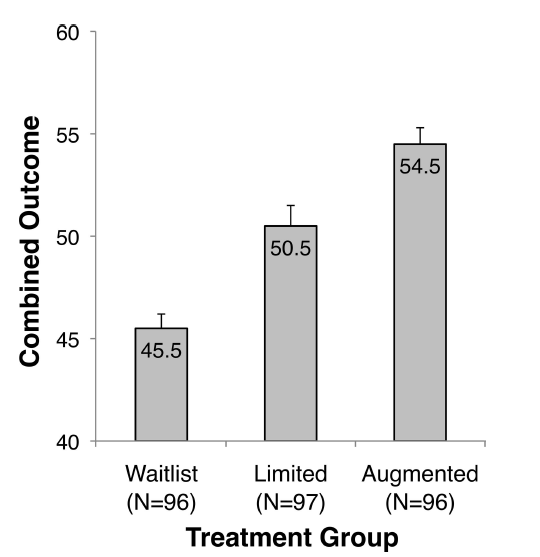 60
55
50
45
40
Combined Outcome
45.5
50.5
54.5
Waitlist
(N=96)
Limited
(N=97)
Augmented
(N=96)
Treatment Group